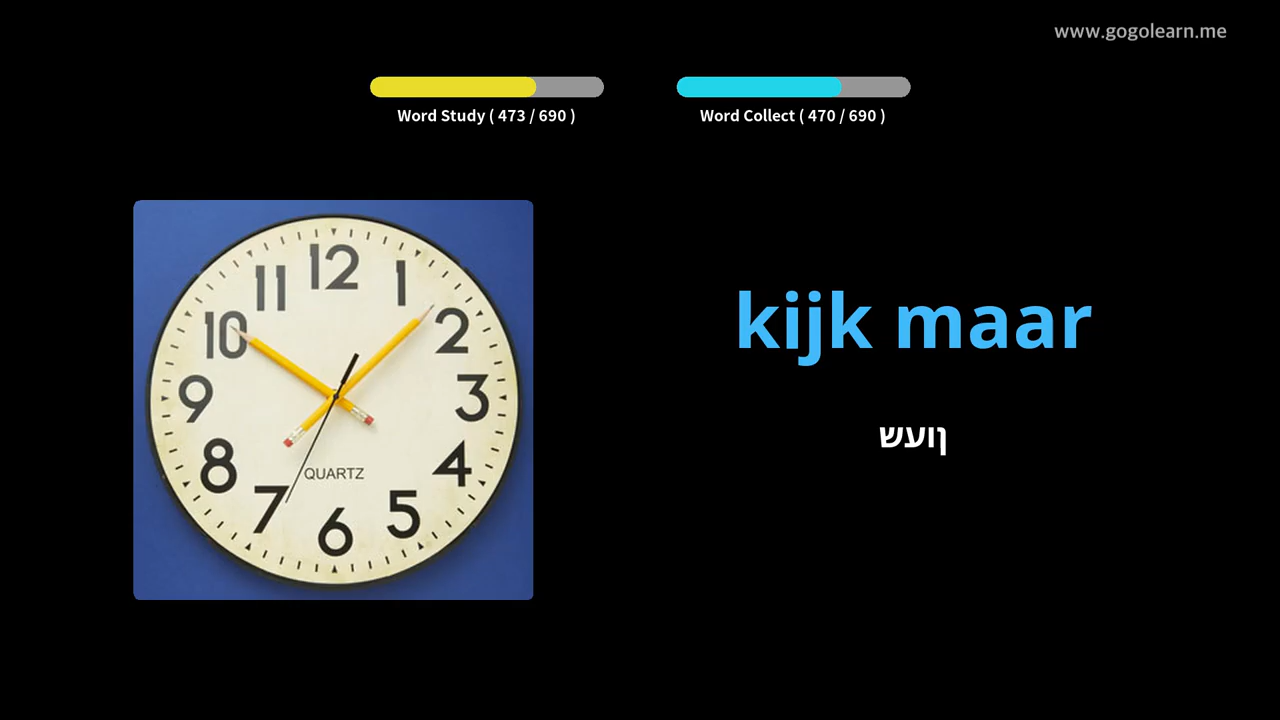 www.gogolearn.me
Word Study ( 473 / 690 )
Word Collect ( 470 / 690 )
12
11
1
10
2
9
3
8
4
QUARTZ
7
5
6
kijk maar
ןועש